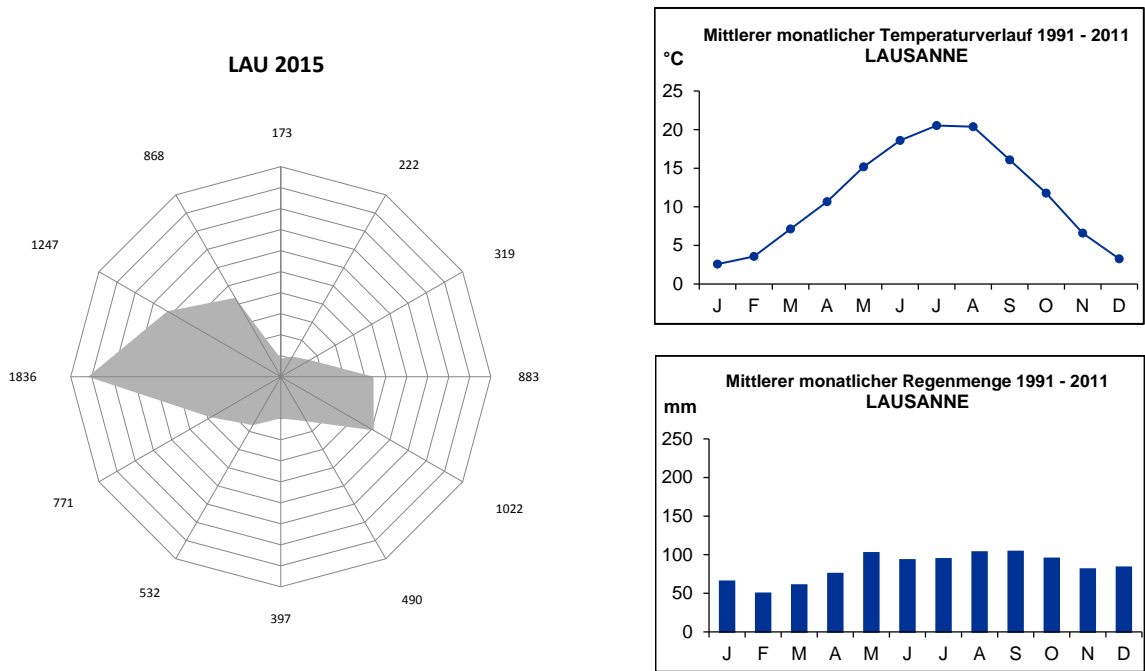 LAU 2015
173
222
319
883
1022
490
397
532
771
1836
1247
868
Mittlerer monatlicher Temperaturverlauf 1991 - 2011
LAUSANNE
°C
25
20
15
10
5
0
J F M A M J J A S O N D
Mittlerer monatlicher Regenmenge 1991 - 2011
LAUSANNE
mm
250
200
150
100
50
0
J F M A M J J A S O N D